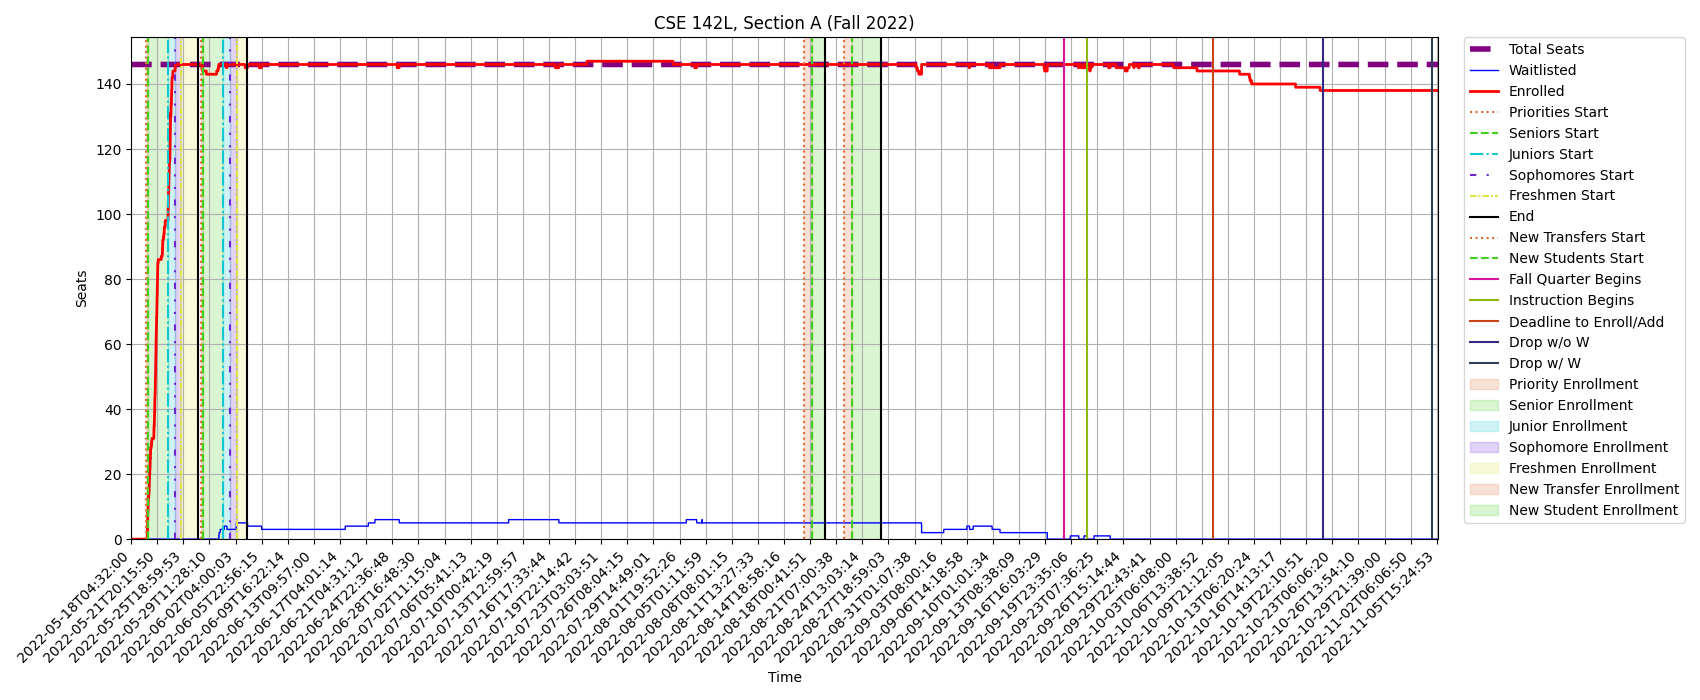 CSE 142L, Section A (Fall 2022)
Seats
140
120
100
80
60
40
20
0
2022-05-18T04:32:00
2022-05-21T20:15:50
2022-05-25T18:59:53
2022-05-29T11:28:10
2022-06-02T04:00:03
2022-06-05T22:56:15
2022-06-09T16:22:14
2022-06-13T09:57:00
2022-06-17T04:01:14
2022-06-21T04:31:12
2022-06-24T22:36:48
2022-06-28T16:48:30
2022-07-02T11:15:04
2022-07-06T05:41:13
2022-07-10T00:42:19
2022-07-13T12:59:57
2022-07-16T17:33:44
2022-07-19T22:14:42
2022-07-23T03:03:51
2022-07-26T08:04:15
2022-07-29T14:49:01
2022-08-01T19:52:26
2022-08-05T01:11:59
2022-08-08T08:01:15
2022-08-11T13:27:33
2022-08-14T18:58:16
2022-08-18T00:41:51
2022-08-21T07:00:38
2022-08-24T13:03:14
2022-08-27T18:59:03
2022-08-31T01:07:38
2022-09-03T08:00:16
2022-09-06T14:18:58
2022-09-10T01:01:34
2022-09-13T08:38:09
2022-09-16T16:03:29
2022-09-19T23:35:06
2022-09-23T07:36:25
2022-09-26T15:14:44
2022-09-29T22:43:41
2022-10-03T06:08:00
2022-10-06T13:38:52
2022-10-09T21:12:05
2022-10-13T06:20:24
2022-10-16T14:13:17
2022-10-19T22:10:51
2022-10-23T06:06:20
2022-10-26T13:54:10
2022-10-29T21:39:00
2022-11-02T06:06:50
2022-11-05T15:24:53
Time
Total Seats
Waitlisted
Enrolled
Priorities Start
Seniors Start
Juniors Start
Sophomores Start
Freshmen Start
End
New Transfers Start
New Students Start
Fall Quarter Begins
Instruction Begins
Deadline to Enroll/Add
Drop w/o W
Drop w/ W
Priority Enrollment
Senior Enrollment
Junior Enrollment
Sophomore Enrollment
Freshmen Enrollment
New Transfer Enrollment
New Student Enrollment